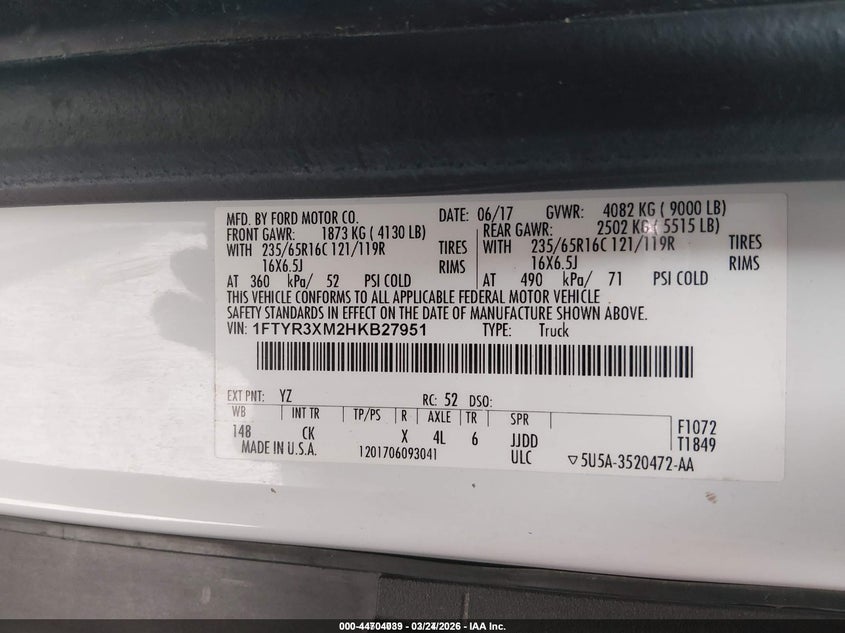 MFD. BY FORD MOTOR CO. DATE: 06/17 GVWR: 4082 KG ( 9000 LB)
FRONT GAWR: 1873 KG ( 4130 LB) REAR GAWR: 2502 KG ( 5515 LB)
WITH 235/65R16C 121/119R TIRES WITH 235/65R16C 121/119R TIRES
16X6.5J RIMS 16X6.5J RIMS
AT 360 kPa/ 52 PSI COLD AT 490 kPa/ 71 PSI COLD
THIS VEHICLE CONFORMS TO ALL APPLICABLE FEDERAL MOTOR VEHICLE
SAFETY STANDARDS IN EFFECT ON THE DATE OF MANUFACTURE SHOWN ABOVE.
VIN: 1FTYR3XM2HKB27951 TYPE: Truck
EXT PNT: YZ RC: 52 DSO:
WB INT TR TP/PS R AXLE TR SPR F1072
148 CK X 4L 6 JJDD T1849
MADE IN U.S.A. 1201706093041 ULC ▽5U5A-3520472-AA
03/24/2026 - IAA Inc.